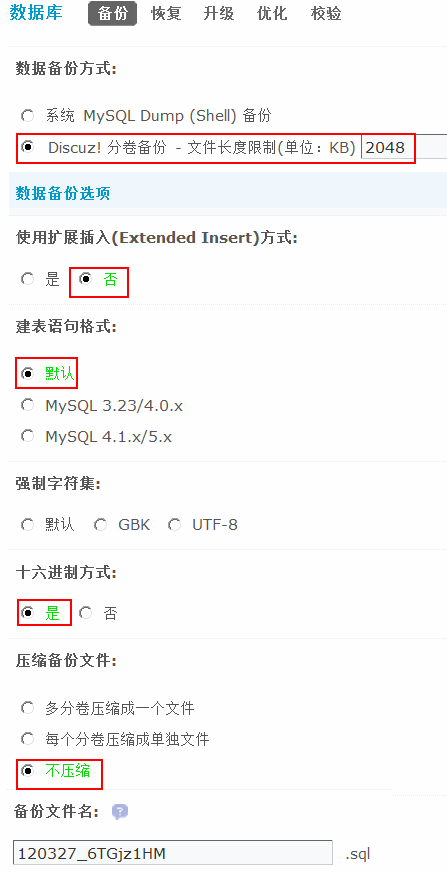 数据库 备份 恢复 升级 优化 校验
数据备份方式:
系统 MySQL Dump (Shell) 备份
Discuz! 分卷备份 - 文件长度限制(单位：KB) 2048
数据备份选项
使用扩展插入(Extended Insert)方式:
是 否
建表语句格式:
默认
MySQL 3.23/4.0.x
MySQL 4.1.x/5.x
强制字符集:
默认 GBK UTF-8
十六进制方式:
是 否
压缩备份文件:
多分卷压缩成一个文件
每个分卷压缩成单独文件
不压缩
备份文件名: ?
120327_6TGjz1HM .sql